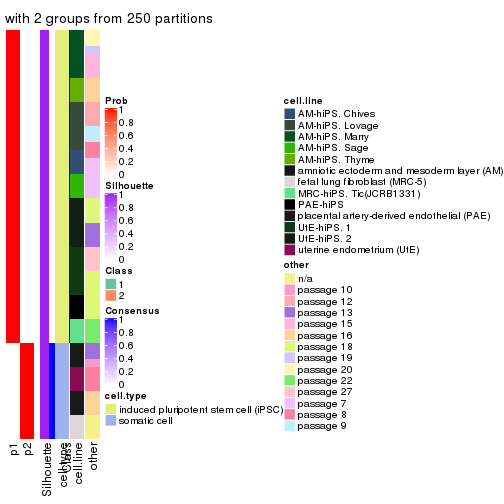 with 2 groups from 250 partitions
p1
p2
Silhouette
cell.type
Class
cell.line
other
Prob
1
0.8
0.6
0.4
0.2
0
Silhouette
1
0.8
0.6
0.4
0.2
0
Class
1
2
Consensus
1
0.8
0.6
0.4
0.2
0
cell.type
induced pluripotent stem cell (iPSC)
somatic cell
cell.line
AM-hiPS. Chives
AM-hiPS. Lovage
AM-hiPS. Marry
AM-hiPS. Sage
AM-hiPS. Thyme
amniotic ectoderm and mesoderm layer (AM)
fetal lung fibroblast (MRC-5)
MRC-hiPS. Tic(JCRB1331)
PAE-hiPS
placental artery-derived endothelial (PAE)
UtE-hiPS. 1
UtE-hiPS. 2
uterine endometrium (UtE)
other
n/a
passage 10
passage 12
passage 13
passage 15
passage 16
passage 18
passage 19
passage 20
passage 22
passage 27
passage 7
passage 8
passage 9